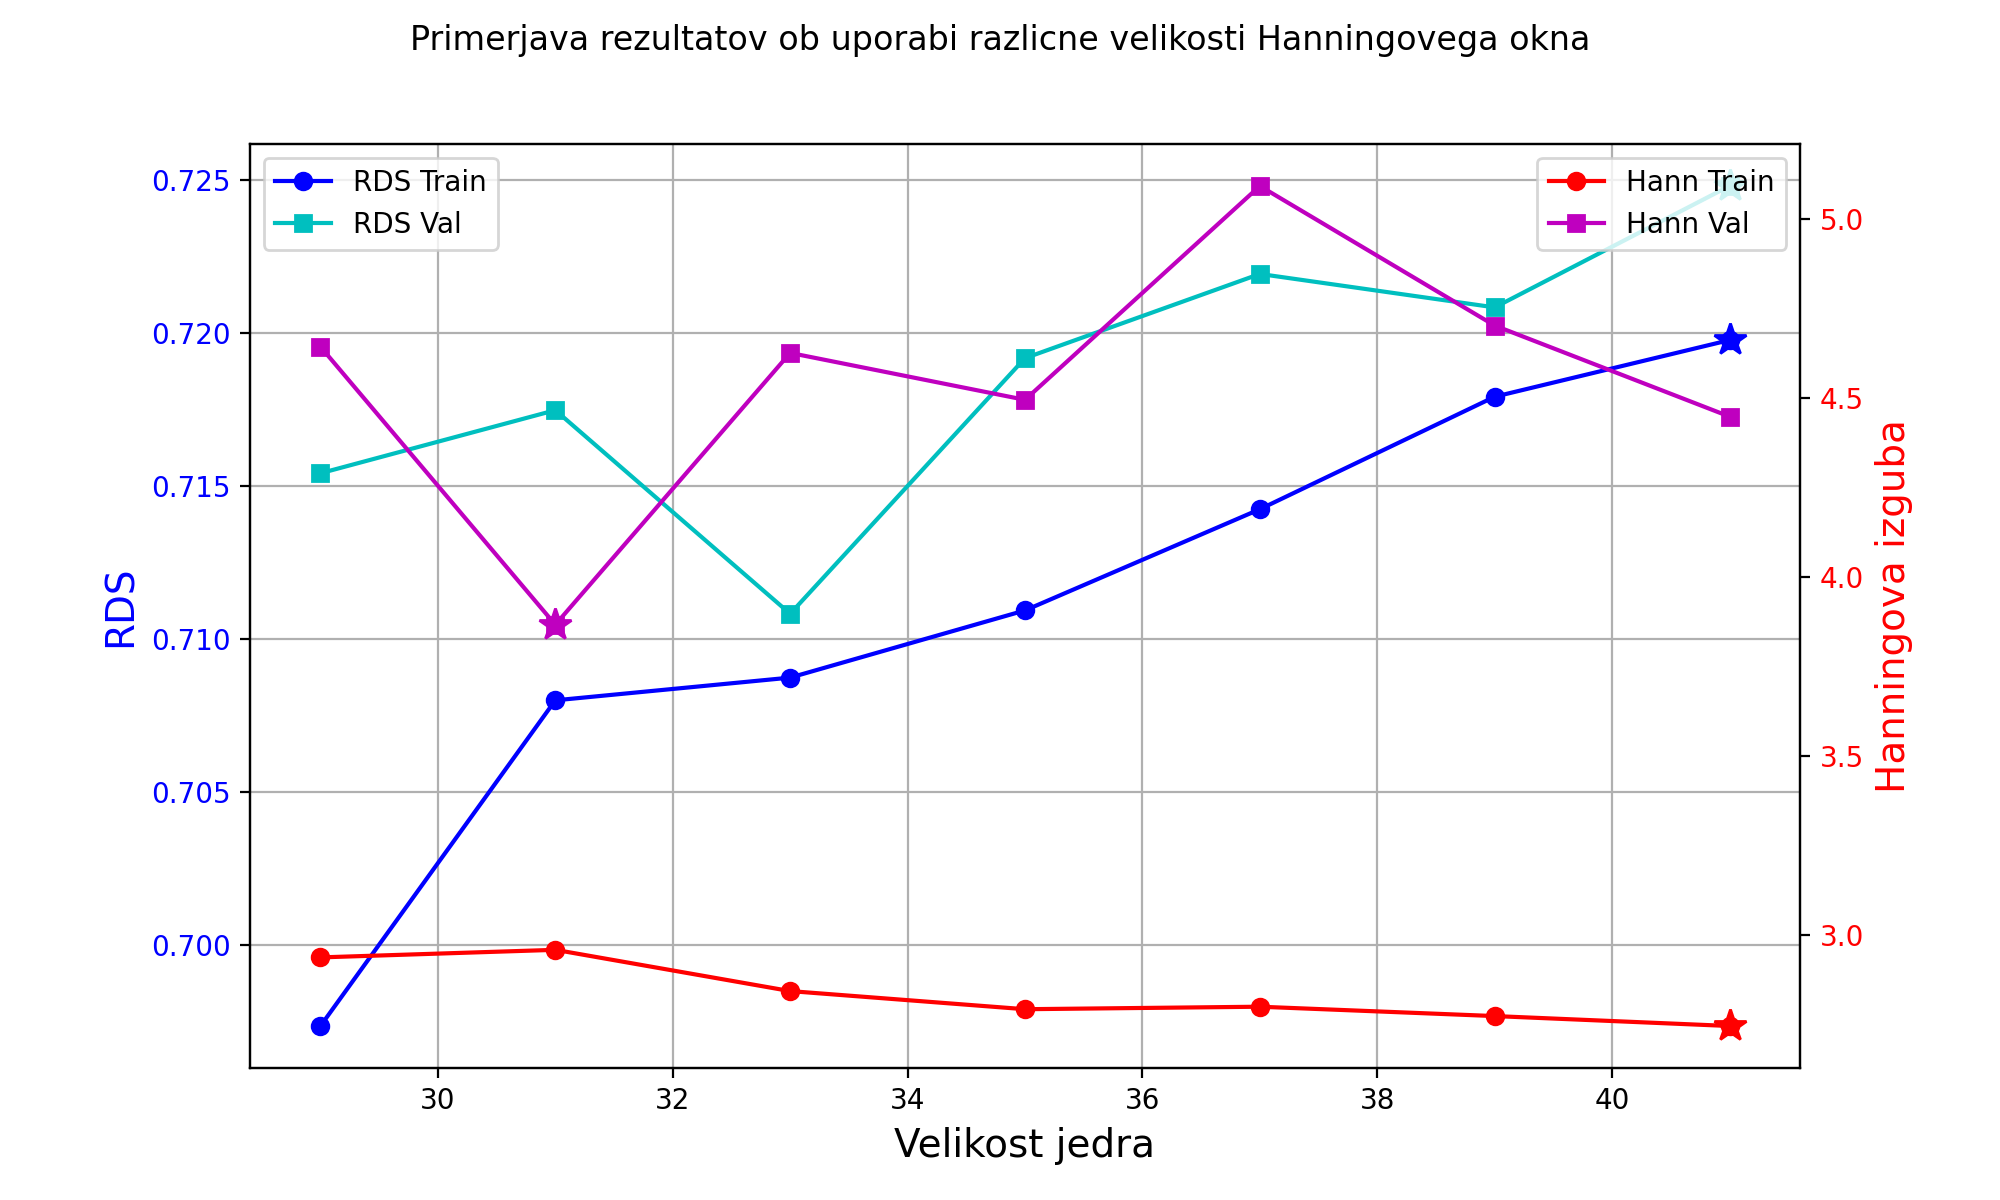 Primerjava rezultatov ob uporabi razlicne velikosti Hanningovega okna
RDS Train
RDS Val
Hann Train
Hann Val
0.725
0.720
0.715
0.710
0.705
0.700
RDS
5.0
4.5
4.0
3.5
3.0
Hanningova izguba
30 32 34 36 38 40
Velikost jedra